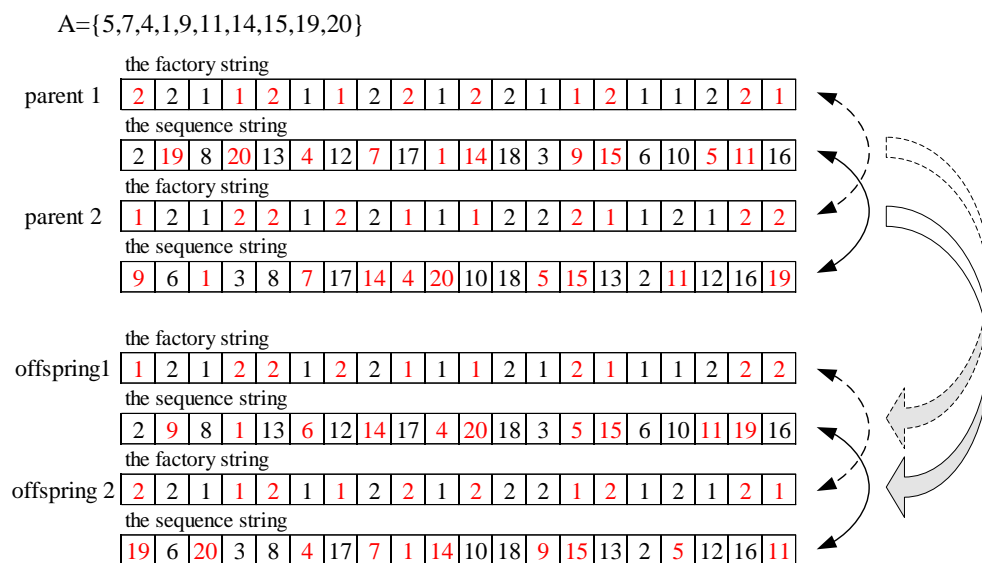 A={5,7,4,1,9,11,14,15,19,20}
the factory string
parent 1 2 2 1 1 2 1 1 2 2 1 2 2 1 1 2 1 1 2 2 1
the sequence string
2 19 8 20 13 4 12 7 17 1 14 18 3 9 15 6 10 5 11 16
the factory string
parent 2 1 2 1 2 2 1 2 2 1 1 1 2 2 2 1 1 2 1 2 2
the sequence string
9 6 1 3 8 7 17 14 4 20 10 18 5 15 13 2 11 12 16 19
the factory string
offspring1 1 2 1 2 2 1 2 2 1 1 1 2 1 2 1 1 1 2 2 2
the sequence string
2 9 8 1 13 6 12 14 17 4 20 18 3 5 15 6 10 11 19 16
the factory string
offspring 2 2 2 1 1 2 1 1 2 2 1 2 2 2 1 2 1 2 1 2 1
the sequence string
19 6 20 3 8 4 17 7 1 14 10 18 9 15 13 2 5 12 16 11